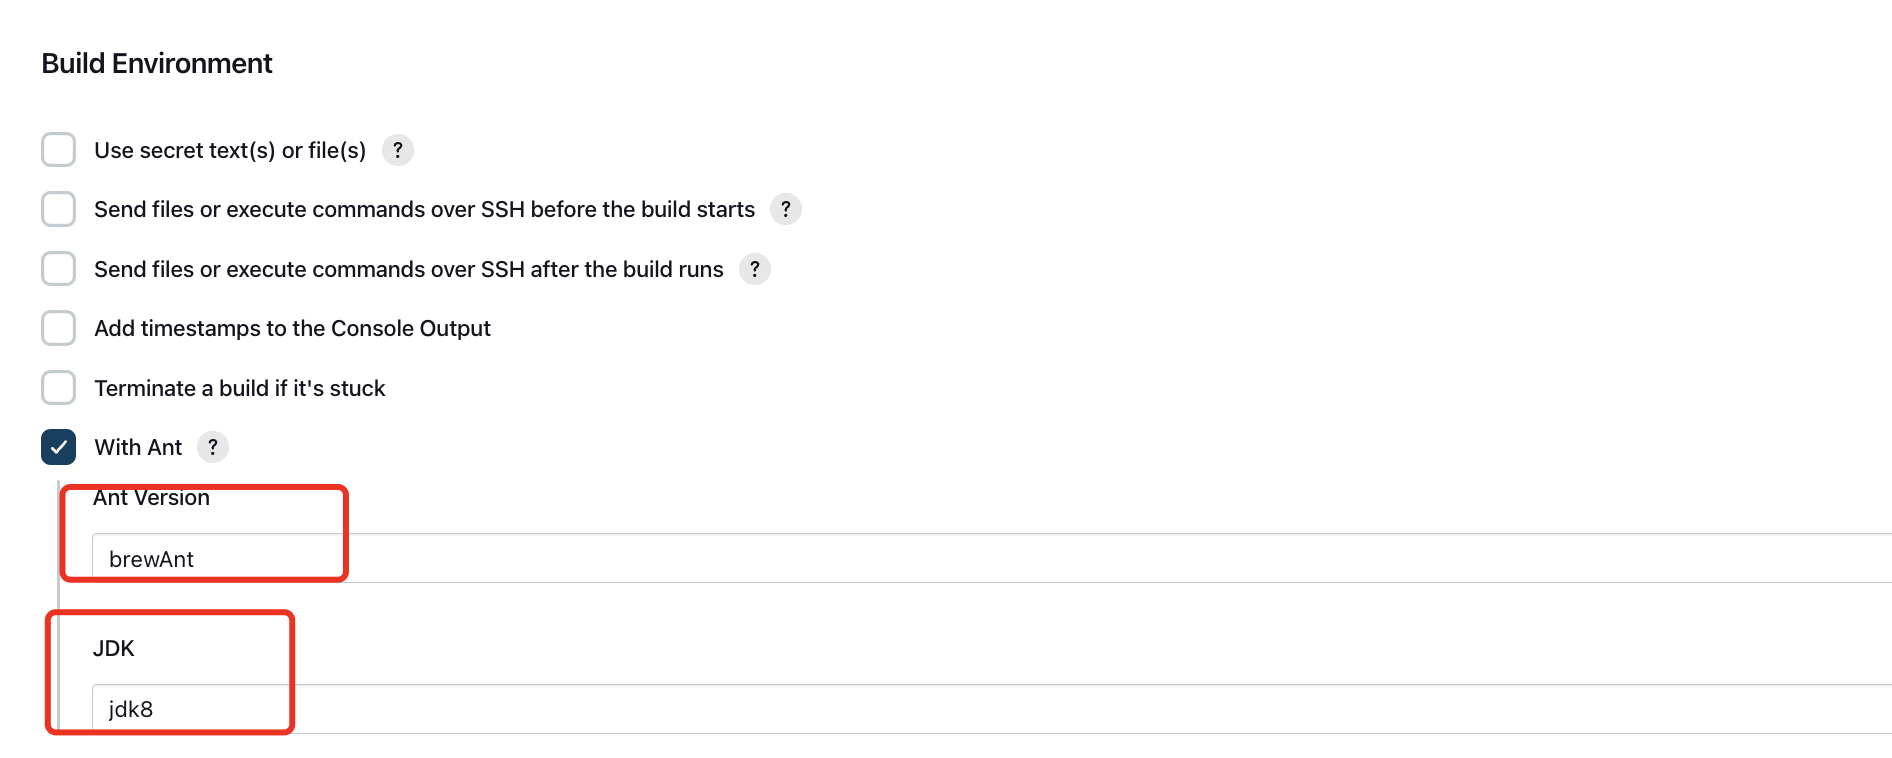 Build Environment
Use secret text(s) or file(s) ?
Send files or execute commands over SSH before the build starts ?
Send files or execute commands over SSH after the build runs ?
Add timestamps to the Console Output
Terminate a build if it's stuck
With Ant ?
Ant Version
brewAnt
JDK
jdk8